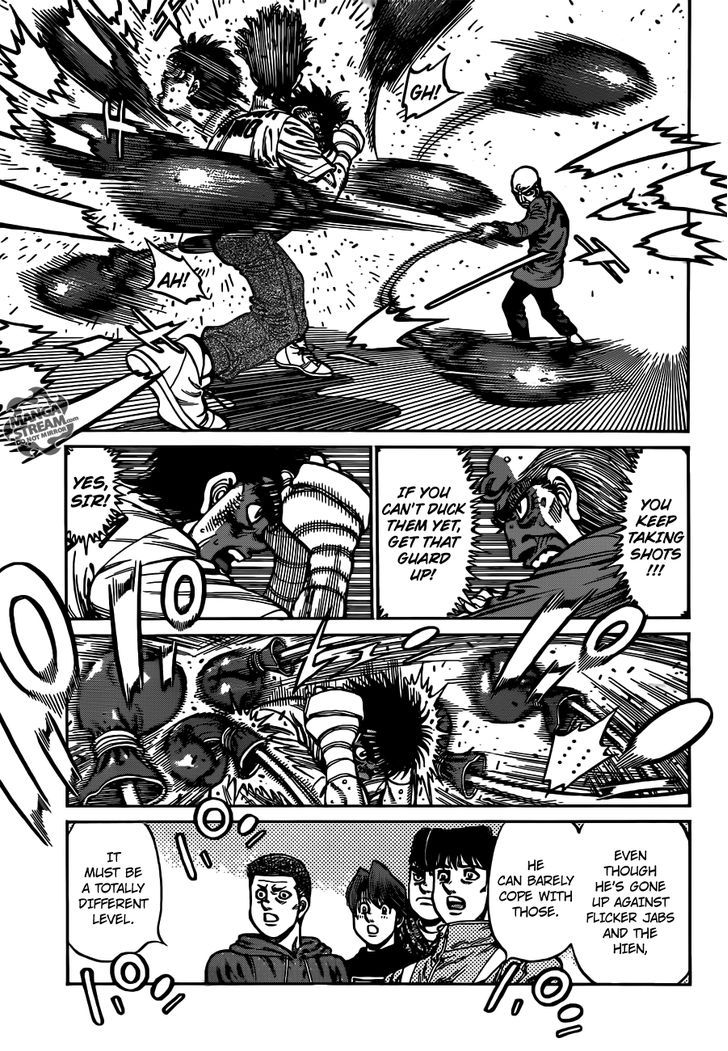 GH!
AH!
MANGA
STREAM.com
DO NOT MIRROR
YOU
KEEP
TAKING
SHOTS
!!!
IF YOU
CAN'T DUCK
THEM YET,
GET THAT
GUARD
UP!
YES,
SIR!
EVEN
THOUGH
HE'S GONE
UP AGAINST
FLICKER JABS
AND THE
HIEN,
HE
CAN BARELY
COPE WITH
THOSE.
IT
MUST BE
A TOTALLY
DIFFERENT
LEVEL.